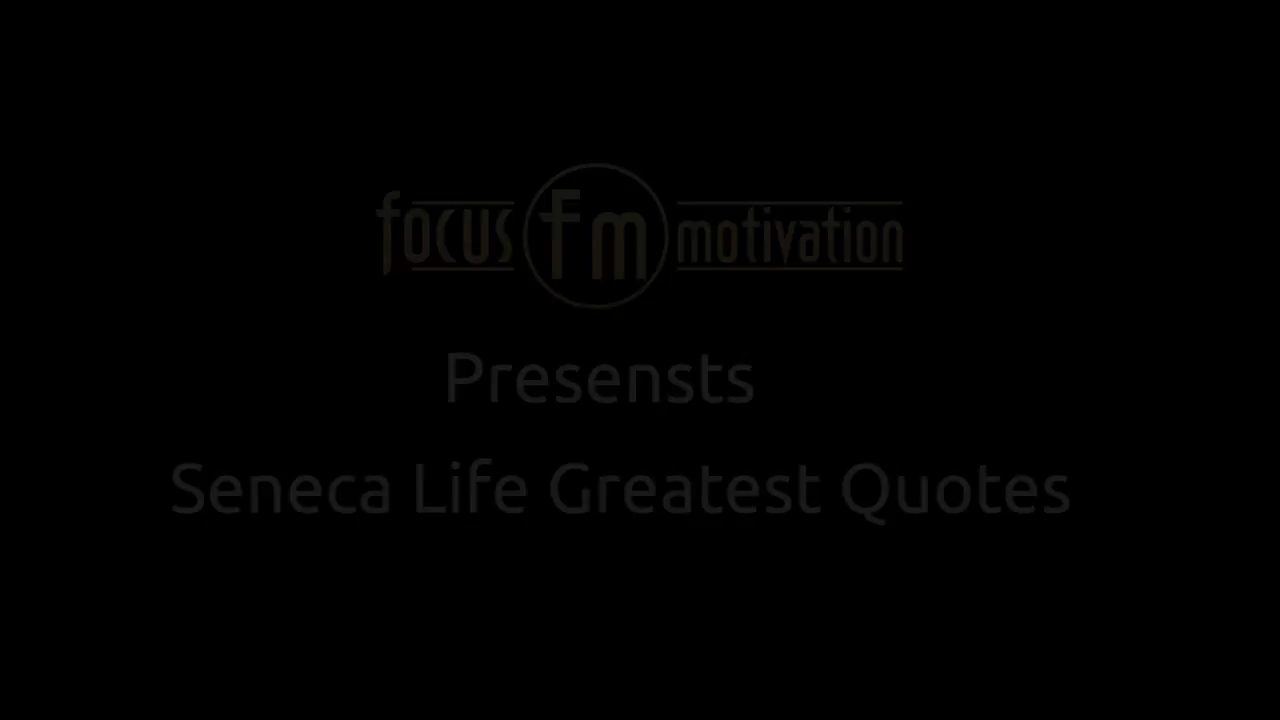 focus fm motivation
Presensts
Seneca Life Greatest Quotes